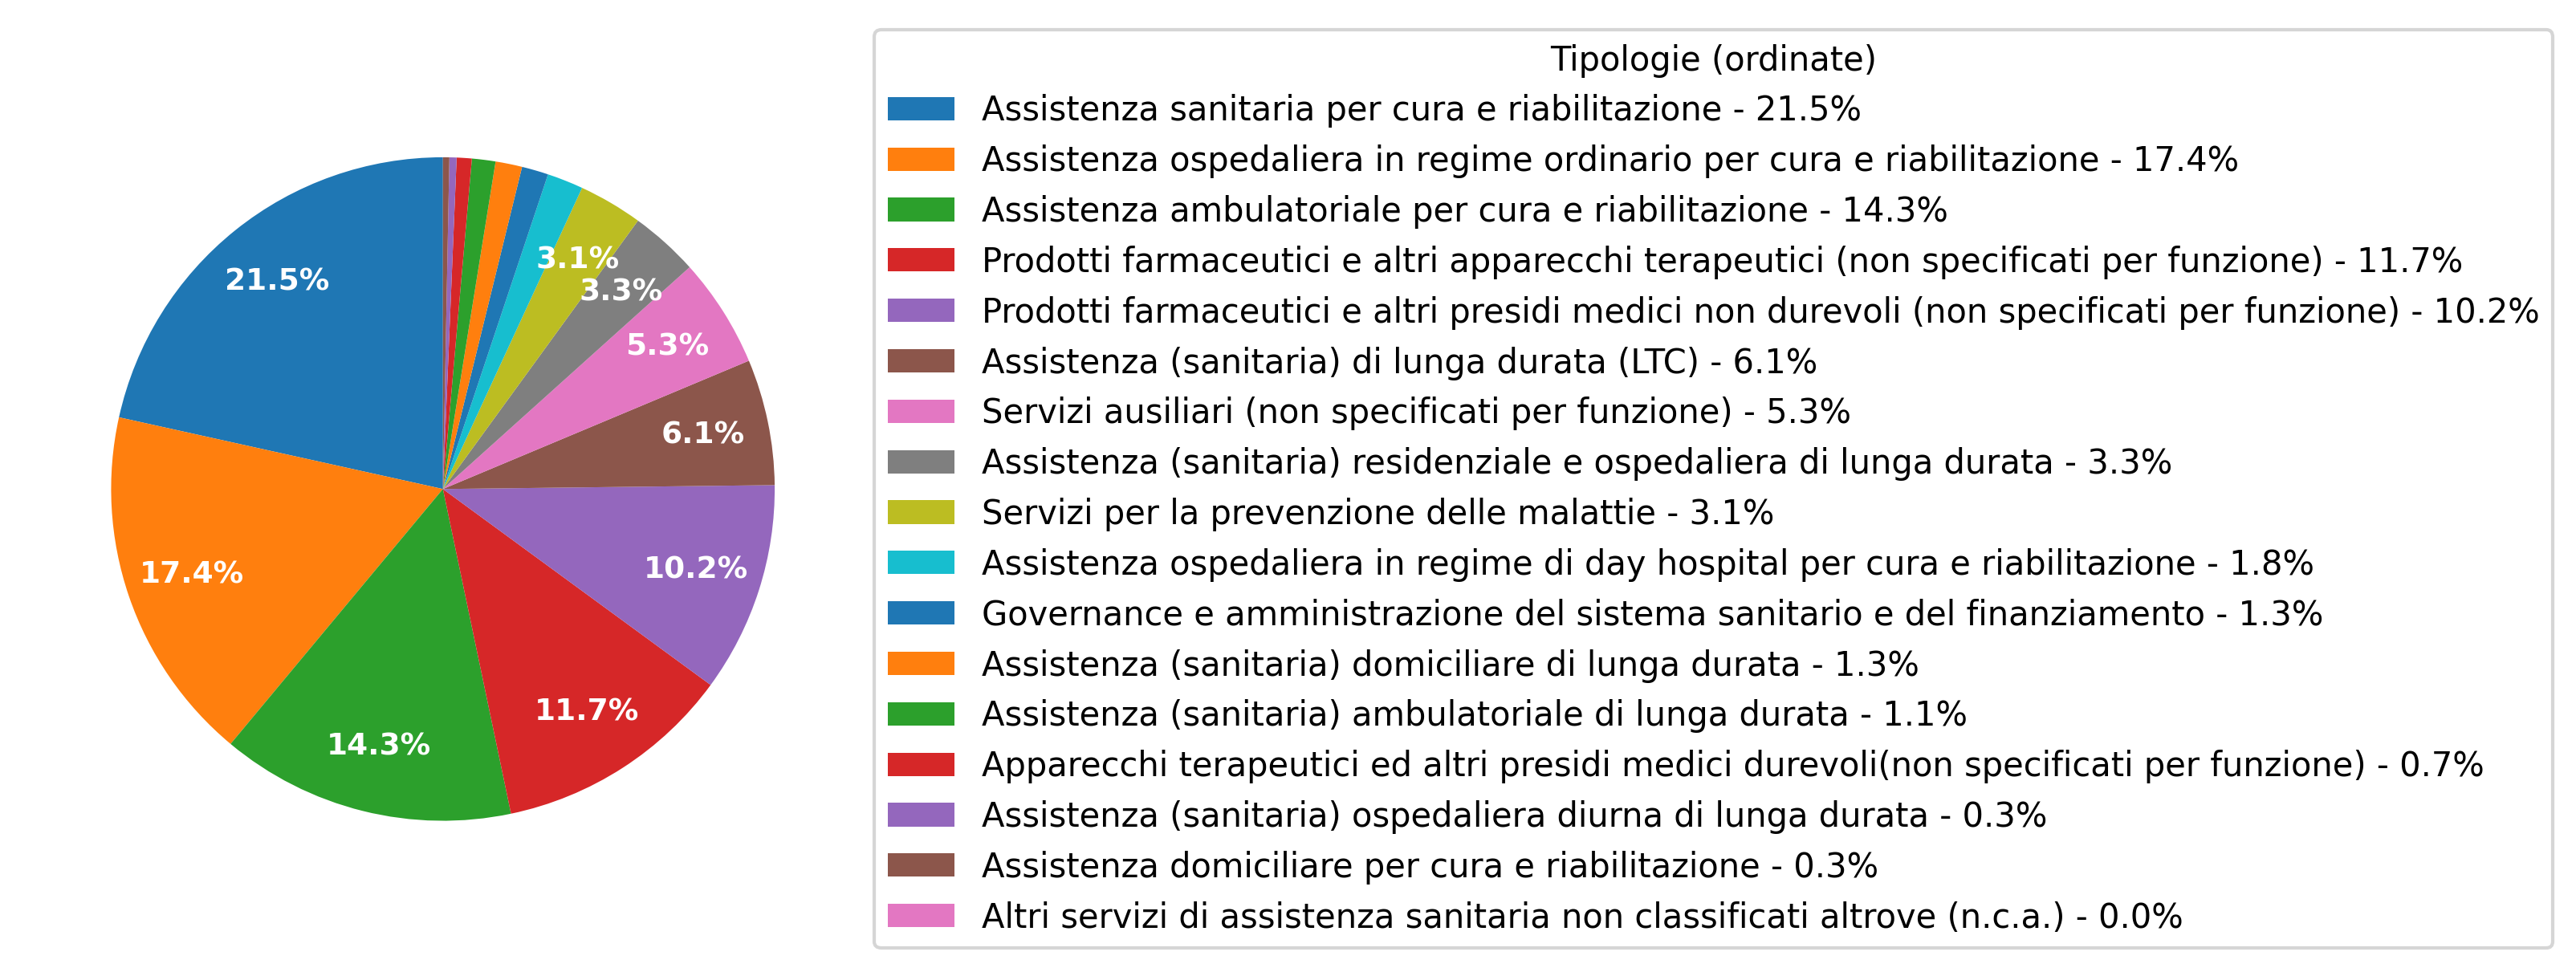 Tipologie (ordinate)
Assistenza sanitaria per cura e riabilitazione - 21.5%
Assistenza ospedaliera in regime ordinario per cura e riabilitazione - 17.4%
Assistenza ambulatoriale per cura e riabilitazione - 14.3%
Prodotti farmaceutici e altri apparecchi terapeutici (non specificati per funzione) - 11.7%
Prodotti farmaceutici e altri presidi medici non durevoli (non specificati per funzione) - 10.2%
Assistenza (sanitaria) di lunga durata (LTC) - 6.1%
Servizi ausiliari (non specificati per funzione) - 5.3%
Assistenza (sanitaria) residenziale e ospedaliera di lunga durata - 3.3%
Servizi per la prevenzione delle malattie - 3.1%
Assistenza ospedaliera in regime di day hospital per cura e riabilitazione - 1.8%
Governance e amministrazione del sistema sanitario e del finanziamento - 1.3%
Assistenza (sanitaria) domiciliare di lunga durata - 1.3%
Assistenza (sanitaria) ambulatoriale di lunga durata - 1.1%
Apparecchi terapeutici ed altri presidi medici durevoli(non specificati per funzione) - 0.7%
Assistenza (sanitaria) ospedaliera diurna di lunga durata - 0.3%
Assistenza domiciliare per cura e riabilitazione - 0.3%
Altri servizi di assistenza sanitaria non classificati altrove (n.c.a.) - 0.0%
21.5%
17.4%
14.3%
11.7%
10.2%
6.1%
5.3%
3.3%
3.1%